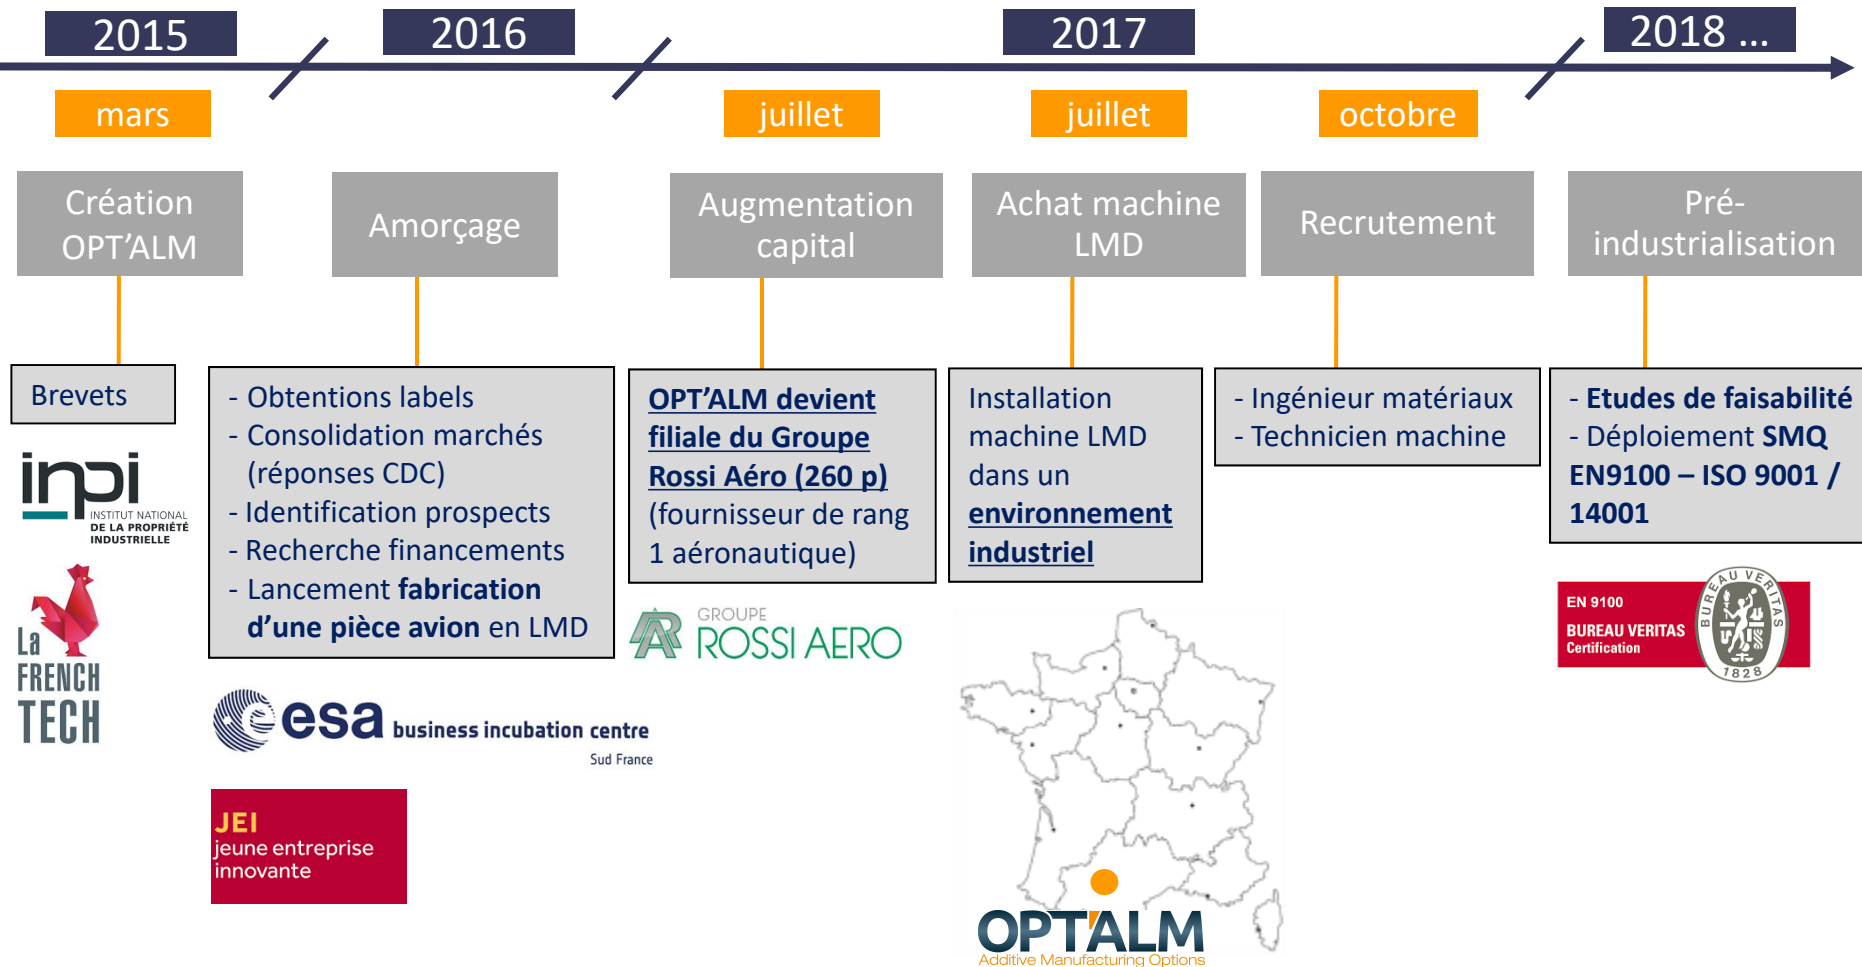 2015
2016
2017
2018 ...
mars
juillet
juillet
octobre
Création
OPT’ALM
Amorçage
Augmentation
capital
Achat machine
LMD
Recrutement
Pré-
industrialisation
Brevets
inpi
INSTITUT NATIONAL
DE LA PROPRIÉTÉ
INDUSTRIELLE
La
FRENCH
TECH
- Obtentions labels
- Consolidation marchés
(réponses CDC)
- Identification prospects
- Recherche financements
- Lancement fabrication
d’une pièce avion en LMD
esa business incubation centre
Sud France
JEI
jeune entreprise
innovante
OPT’ALM devient
filiale du Groupe
Rossi Aéro (260 p)
(fournisseur de rang
1 aéronautique)
GROUPE
ROSSI AERO
Installation
machine LMD
dans un
environnement
industriel
OPT'ALM
Additive Manufacturing Options
- Ingénieur matériaux
- Technicien machine
- Etudes de faisabilité
- Déploiement SMQ
EN9100 – ISO 9001 /
14001
EN 9100
BUREAU VERITAS
Certification
BUREAU VERITAS
1828